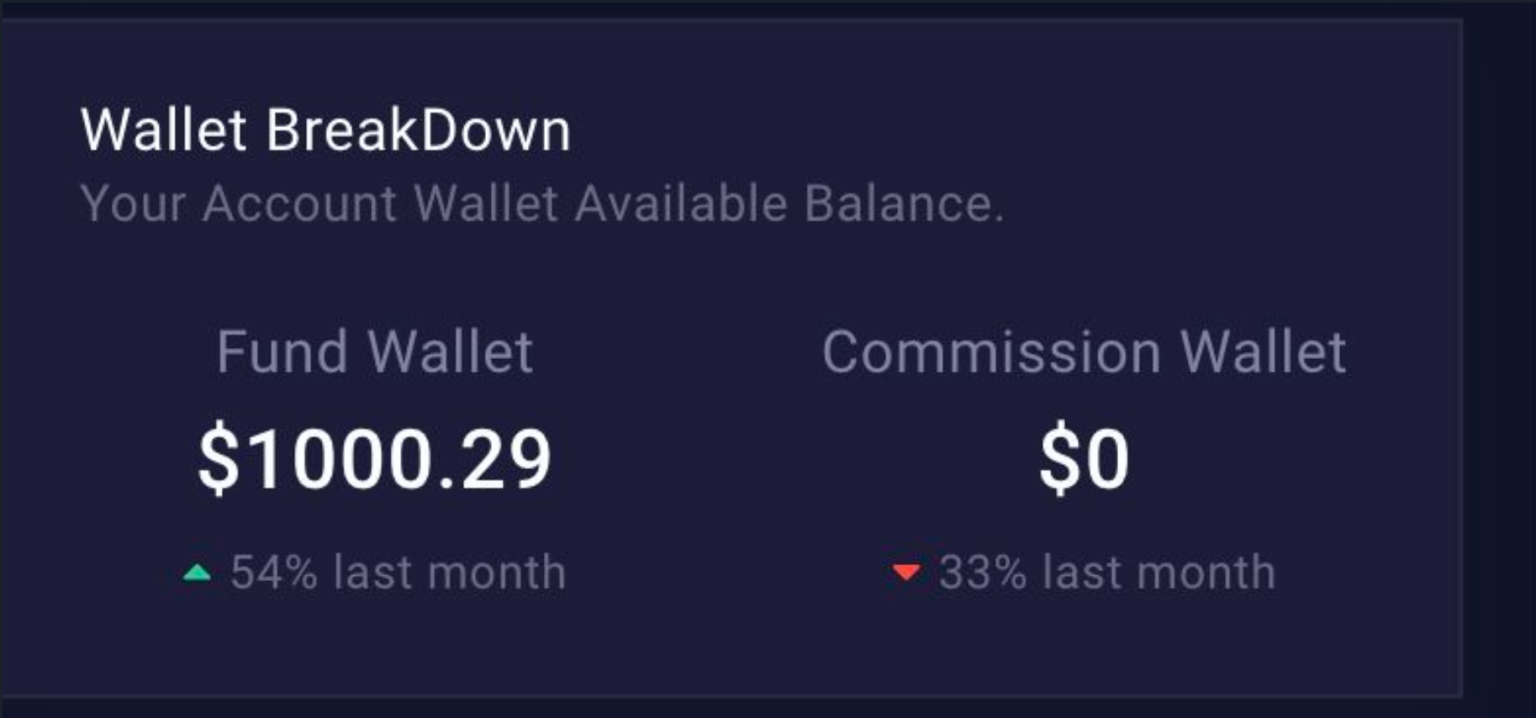 Wallet BreakDown
Your Account Wallet Available Balance.
Fund Wallet
Commission Wallet
$1000.29
$0
54% last month
33% last month